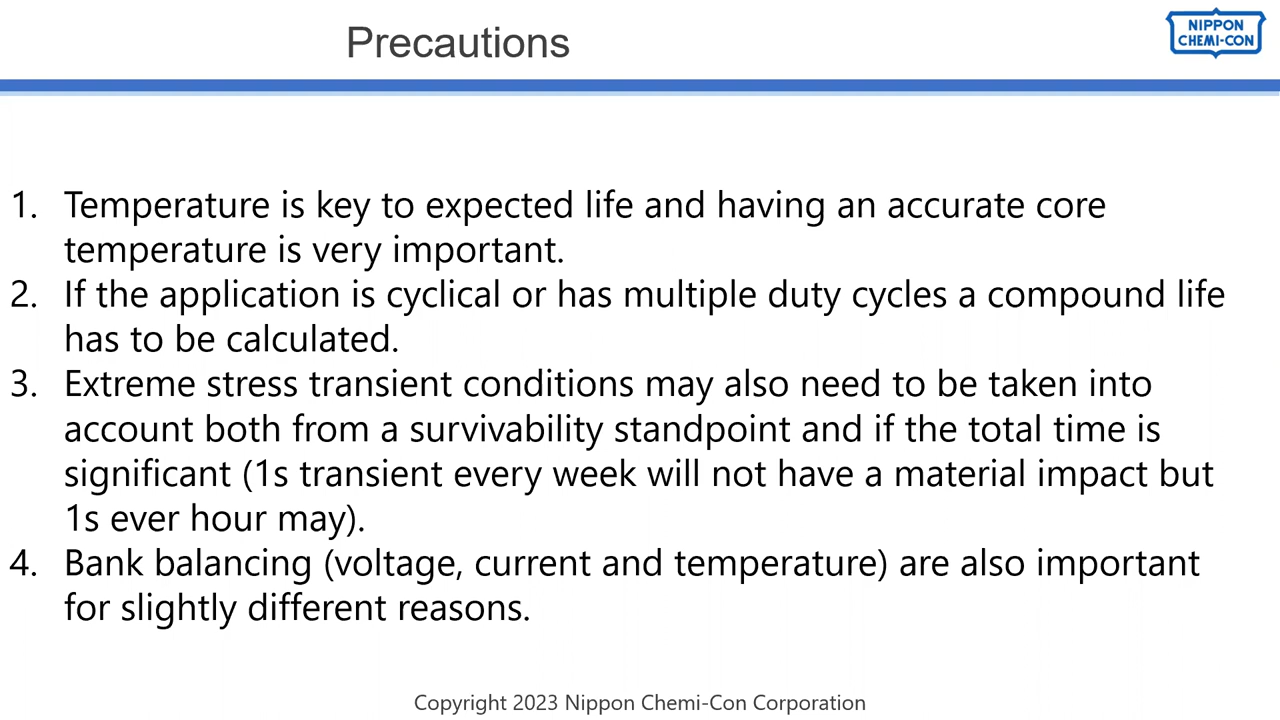 Precautions
NIPPON
CHEMI-CON
1. Temperature is key to expected life and having an accurate core
temperature is very important.
2. If the application is cyclical or has multiple duty cycles a compound life
has to be calculated.
3. Extreme stress transient conditions may also need to be taken into
account both from a survivability standpoint and if the total time is
significant (1s transient every week will not have a material impact but
1s ever hour may).
4. Bank balancing (voltage, current and temperature) are also important
for slightly different reasons.
Copyright 2023 Nippon Chemi-Con Corporation